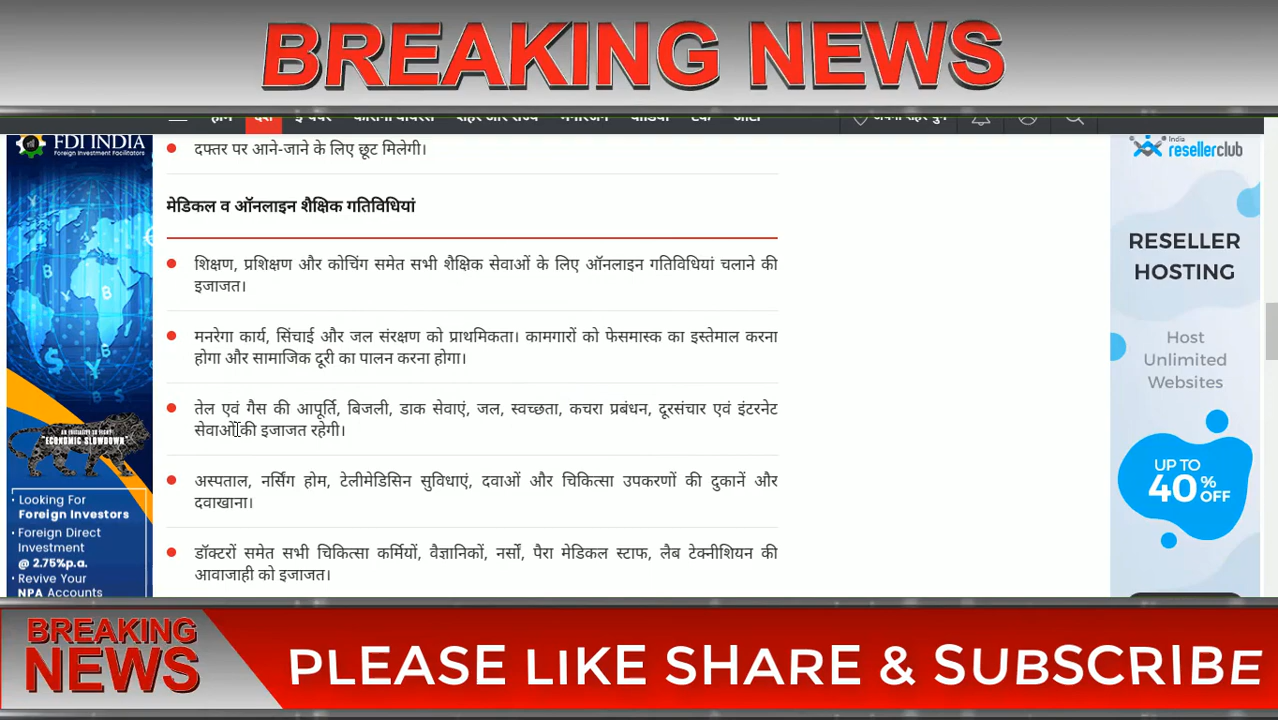 BREAKING NEWS
FDI INDIA
Foreign Investment Facilitators
दफ्तर पर आने-जाने के लिए छूट मिलेगी।
मेडिकल व ऑनलाइन शैक्षिक गतिविधियां
शिक्षण, प्रशिक्षण और कोचिंग समेत सभी शैक्षिक सेवाओं के लिए ऑनलाइन गतिविधियां चलाने की
इजाजत।
मनरेगा कार्य, सिंचाई और जल संरक्षण को प्राथमिकता। कामगारों को फेसमास्क का इस्तेमाल करना
होगा और सामाजिक दूरी का पालन करना होगा।
तेल एवं गैस की आपूर्ति, बिजली, डाक सेवाएं, जल, स्वच्छता, कचरा प्रबंधन, दूरसंचार एवं इंटरनेट
सेवाओं की इजाजत रहेगी।
अस्पताल, नर्सिंग होम, टेलीमेडिसिन सुविधाएं, दवाओं और चिकित्सा उपकरणों की दुकानें और
दवाखाना।
डॉक्टरों समेत सभी चिकित्सा कर्मियों, वैज्ञानिकों, नर्सों, पैरा मेडिकल स्टाफ, लैब टेक्नीशियन की
आवाजाही को इजाजत।
AN INITIATIVE TO FIGHT
"ECONOMIC SLOWDOWN"
• Looking For
Foreign Investors
• Foreign Direct
Investment
@ 2.75%p.a.
• Revive Your
NPA Accounts
India
resellerclub
RESELLER
HOSTING
Host
Unlimited
Websites
UP TO
40% OFF
BREAKING
NEWS
PLEASE LIKE SHARE & SUBSCRIBE